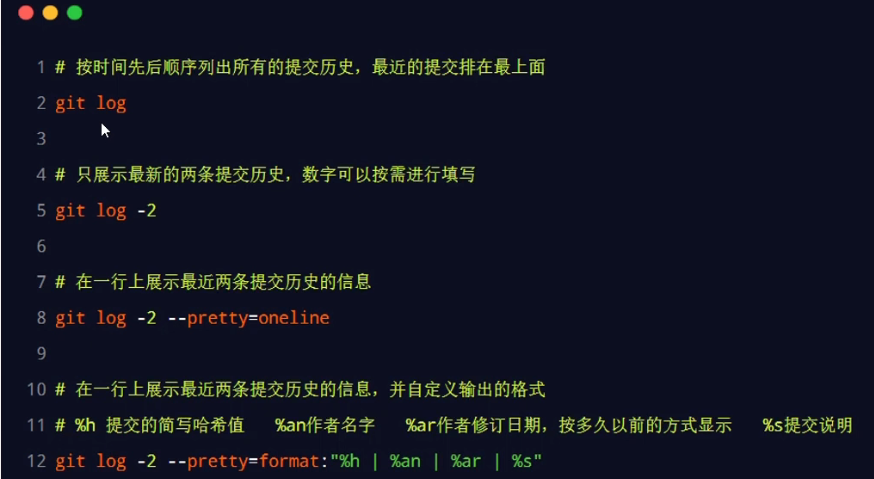 1 # 按时间先后顺序列出所有的提交历史，最近的提交排在最上面
2 git log
3
4 # 只展示最新的两条提交历史，数字可以按需进行填写
5 git log -2
6
7 # 在一行上展示最近两条提交历史的信息
8 git log -2 --pretty=oneline
9
10 # 在一行上展示最近两条提交历史的信息，并自定义输出的格式
11 # %h 提交的简写哈希值   %an作者名字   %ar作者修订日期，按多久以前的方式显示   %s提交说明
12 git log -2 --pretty=format:"%h | %an | %ar | %s"